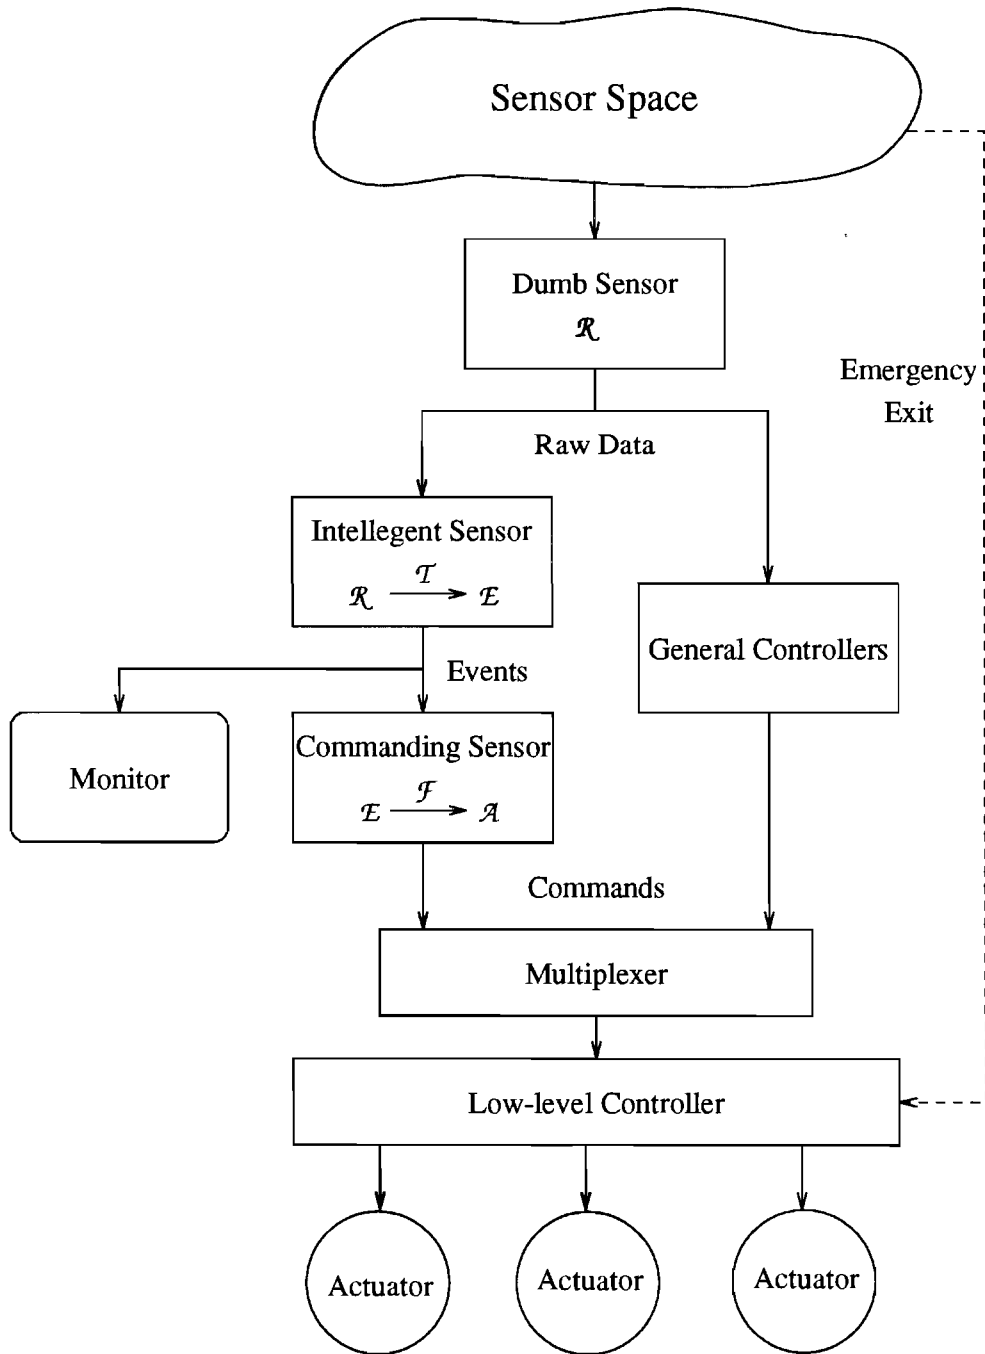 Sensor Space
Dumb Sensor
ℛ
Emergency
Exit
Raw Data
Intellegent Sensor
𝒯
ℛ ℰ
General Controllers
Events
Commanding Sensor
Monitor
ℱ
ℰ 𝒜
Commands
Multiplexer
Low-level Controller
Actuator
Actuator
Actuator